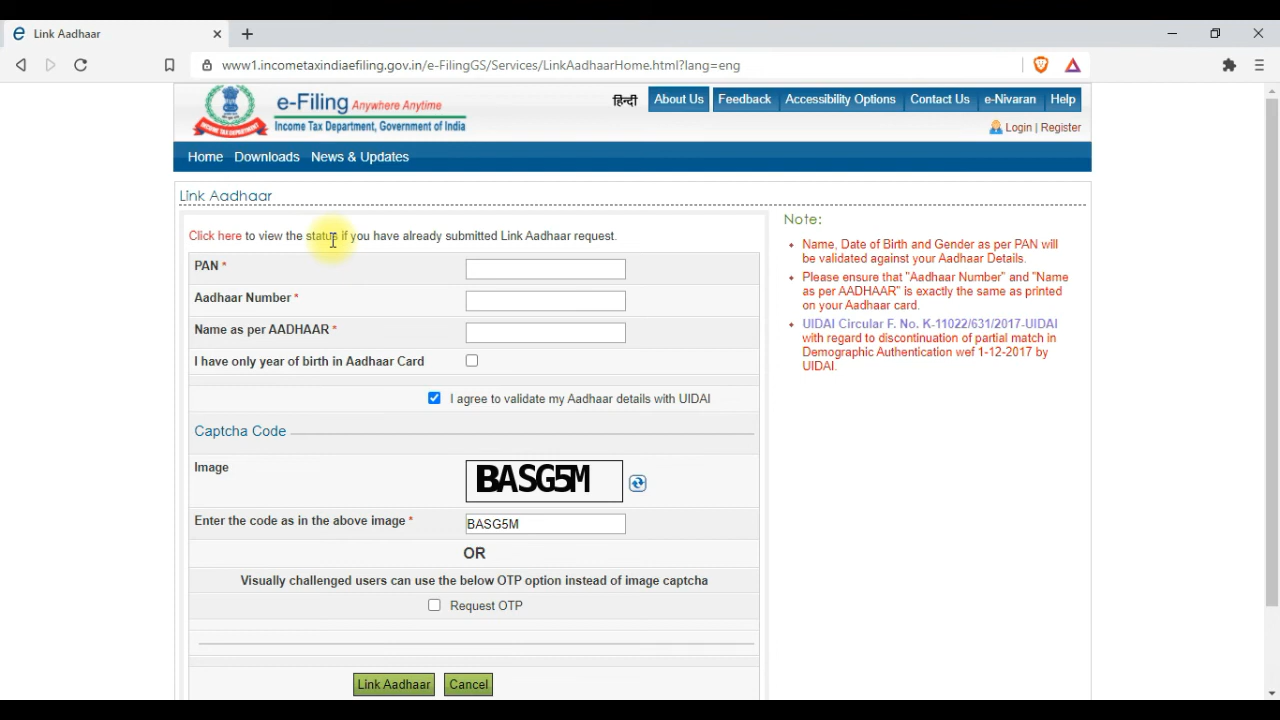 Link Aadhaar
www1.incometaxindiaefiling.gov.in/e-FilingGS/Services/LinkAadhaarHome.html?lang=eng
e-Filing Anywhere Anytime
Income Tax Department, Government of India
हिन्दी About Us Feedback Accessibility Options Contact Us e-Nivaran Help
Login | Register
Home Downloads News & Updates
Link Aadhaar
Click here to view the status if you have already submitted Link Aadhaar request.
PAN *
Aadhaar Number *
Name as per AADHAAR *
I have only year of birth in Aadhaar Card
I agree to validate my Aadhaar details with UIDAI
Captcha Code
Image BASG5M
Enter the code as in the above image * BASG5M
OR
Visually challenged users can use the below OTP option instead of image captcha
Request OTP
Link Aadhaar Cancel
Note:
Name, Date of Birth and Gender as per PAN will
be validated against your Aadhaar Details.
Please ensure that "Aadhaar Number" and "Name
as per AADHAAR" is exactly the same as printed
on your Aadhaar card.
UIDAI Circular F. No. K-11022/631/2017-UIDAI
with regard to discontinuation of partial match in
Demographic Authentication wef 1-12-2017 by
UIDAI.